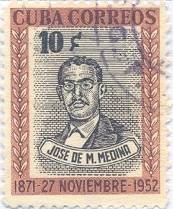 CUBA CORREOS
10 ¢
JOSE DE M. MEDINA
1871-27 NOVIEMBRE-1952